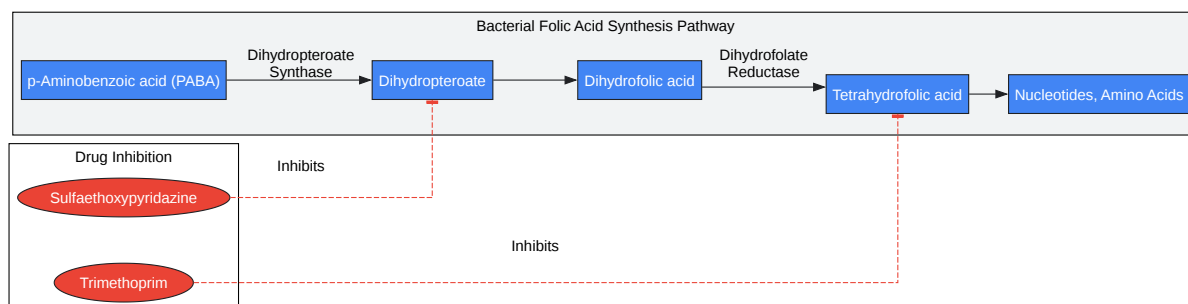 Bacterial Folic Acid Synthesis Pathway
p-Aminobenzoic acid (PABA)
Dihydropteroate
Synthase
Dihydropteroate
Dihydrofolic acid
Dihydrofolate
Reductase
Tetrahydrofolic acid
Nucleotides, Amino Acids
Drug Inhibition
Sulfaethoxypyridazine
Inhibits
Trimethoprim
Inhibits